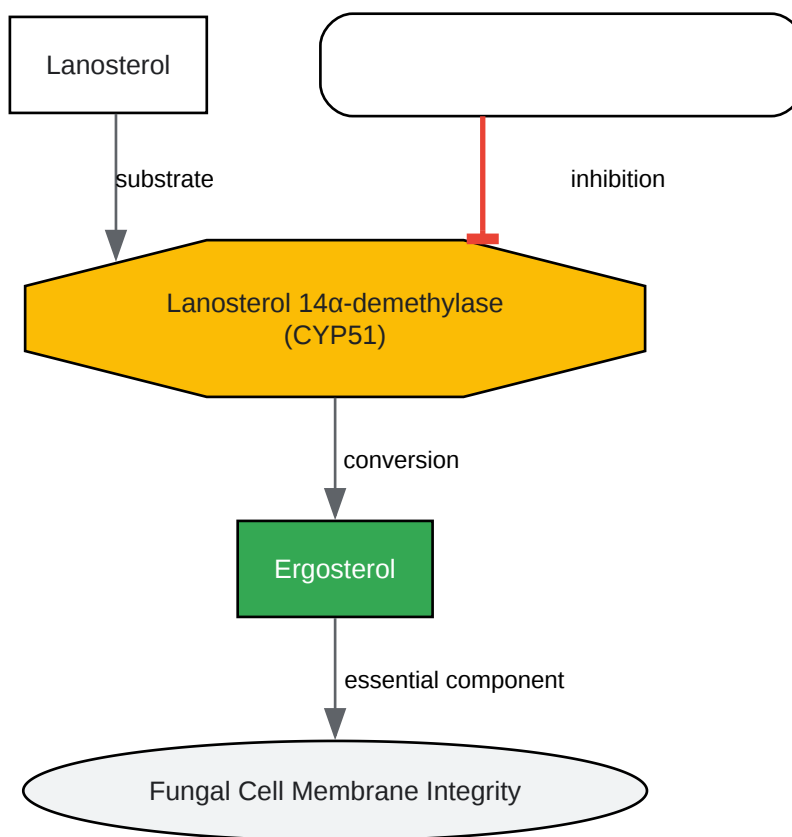 Lanosterol
substrate
inhibition
Lanosterol 14α-demethylase
(CYP51)
conversion
Ergosterol
essential component
Fungal Cell Membrane Integrity